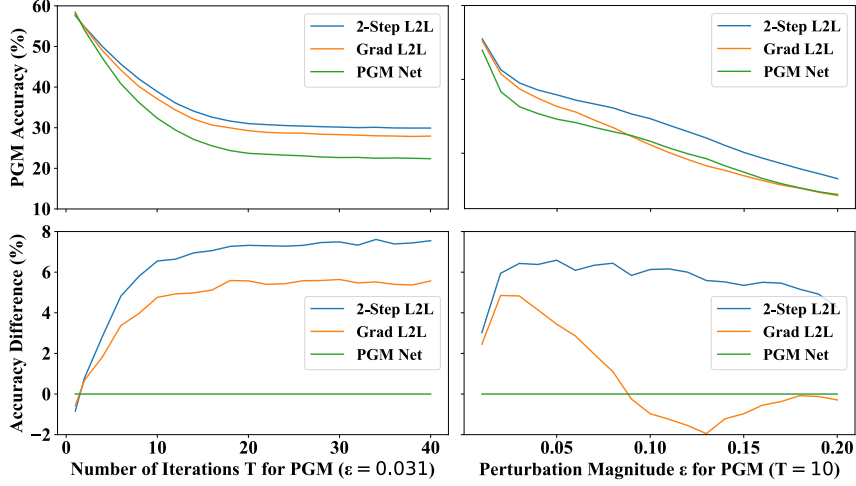 PGM Accuracy (%)
60
50
40
30
20
10
2-Step L2L
Grad L2L
PGM Net
2-Step L2L
Grad L2L
PGM Net
Accuracy Difference (%)
8
6
4
2
0
−2
2-Step L2L
Grad L2L
PGM Net
0 10 20 30 40
Number of Iterations T for PGM (ε = 0.031)
2-Step L2L
Grad L2L
PGM Net
0.05 0.10 0.15 0.20
Perturbation Magnitude ε for PGM (T = 10)